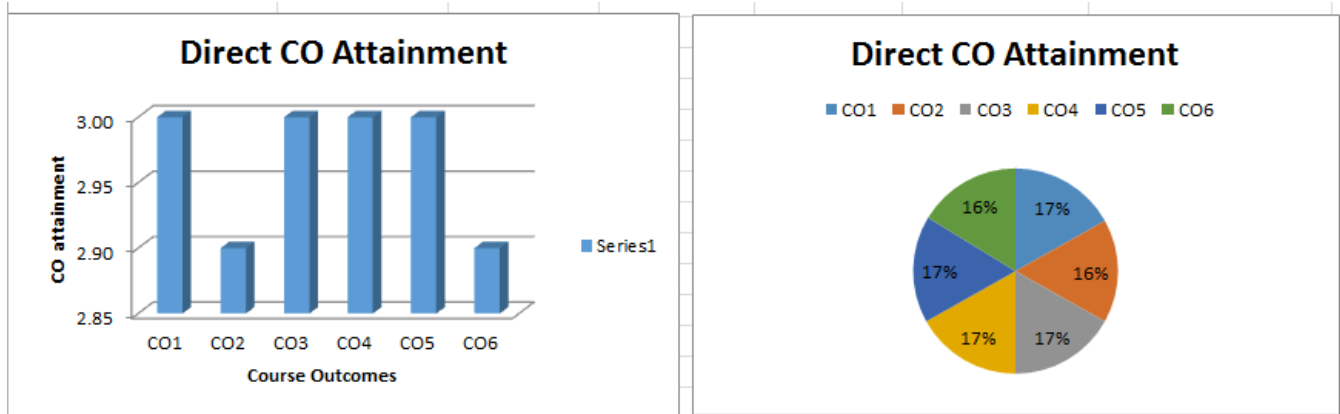 Direct CO Attainment
3.00
2.95
2.90
2.85
CO attainment
Series1
CO1 CO2 CO3 CO4 CO5 CO6
Course Outcomes
Direct CO Attainment
CO1 CO2 CO3 CO4 CO5 CO6
16% 17%
17% 16%
17% 17%